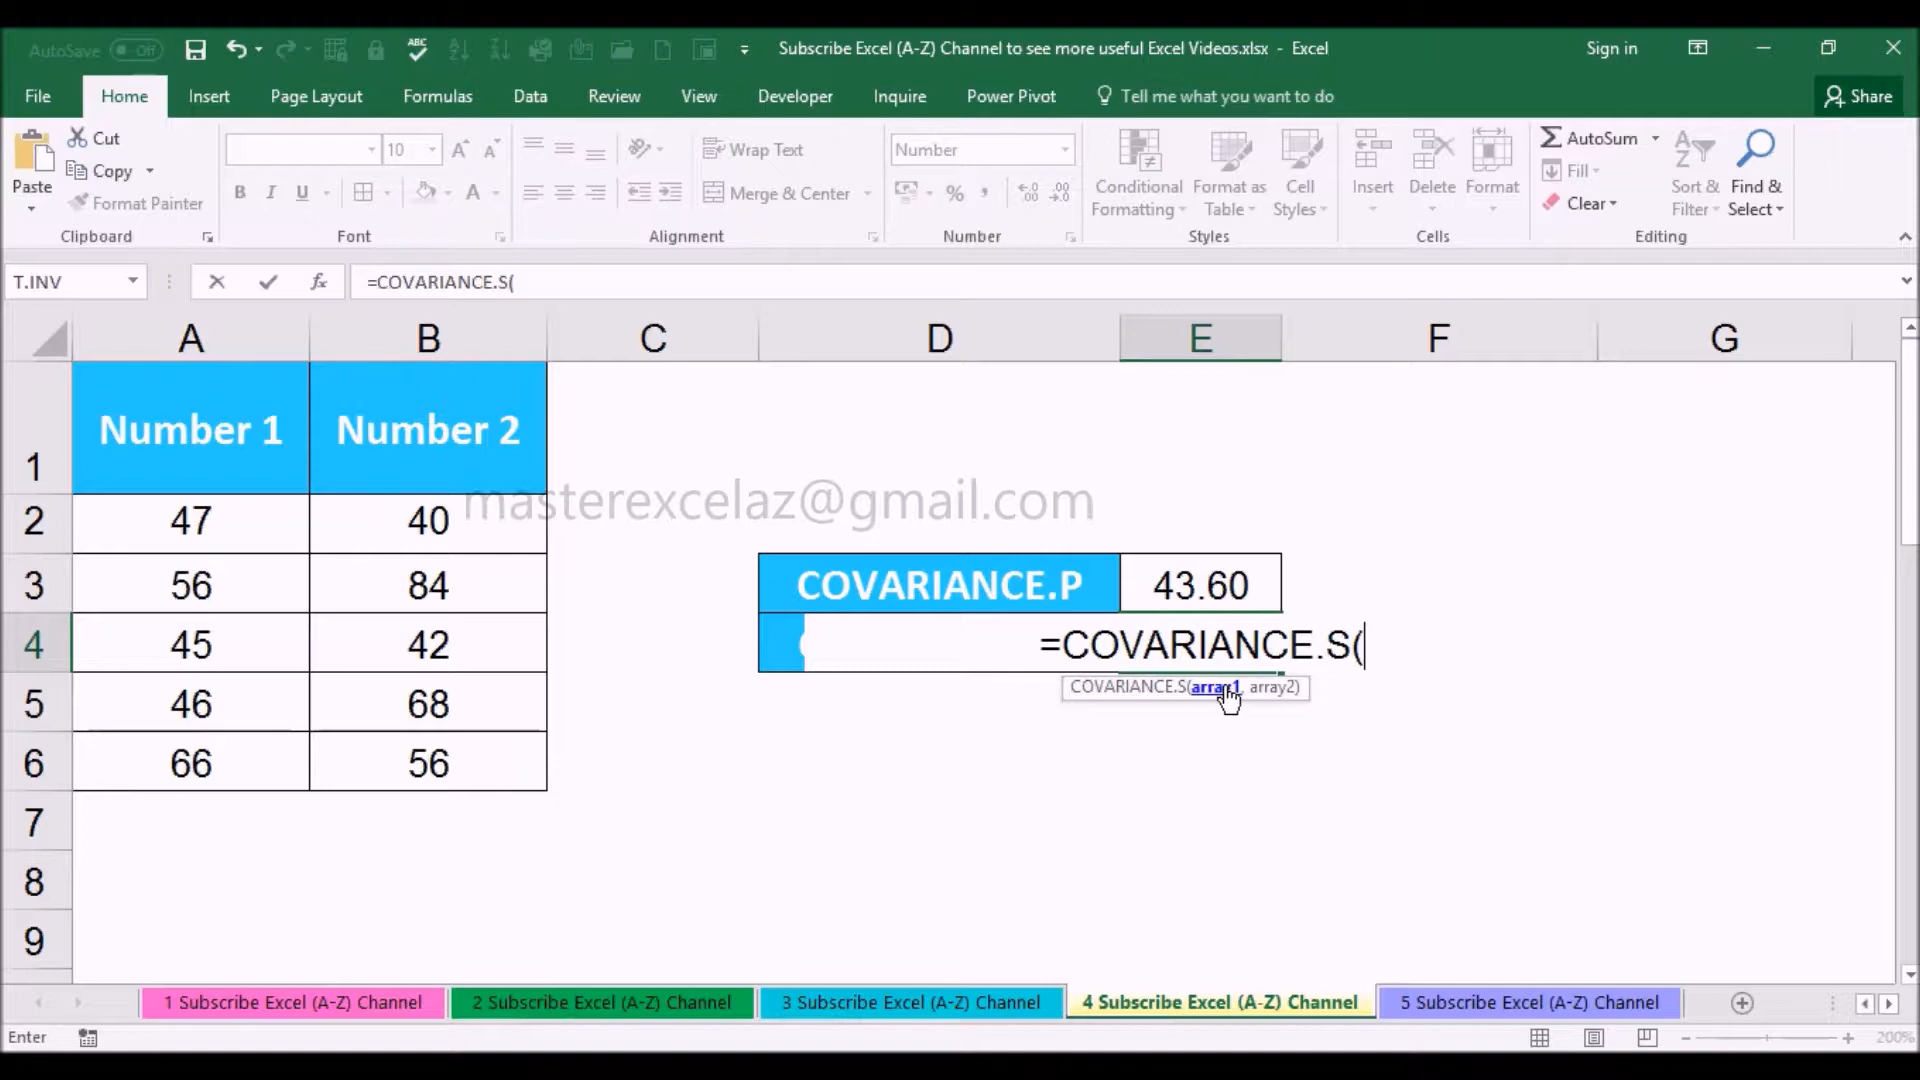 AutoSave Off
Subscribe Excel (A-Z) Channel to see more useful Excel Videos.xlsx - Excel
Sign in
File Home Insert Page Layout Formulas Data Review View Developer Inquire Power Pivot Tell me what you want to do Share
Paste
Cut
Copy
Format Painter
Clipboard
10
B I U
Font
Wrap Text
Merge & Center
Alignment
Number
%
Number
Conditional Formatting
Format as Table
Cell Styles
Styles
Insert Delete Format
Cells
AutoSum
Fill
Clear
Sort & Filter
Find & Select
Editing
T.INV fx =COVARIANCE.S(
A B C D E F G
1 Number 1 Number 2
2 47 40
masterexcelaz@gmail.com
3 56 84 COVARIANCE.P 43.60
4 45 42 =COVARIANCE.S(
COVARIANCE.S(array1, array2)
5 46 68
6 66 56
7
8
9
1 Subscribe Excel (A-Z) Channel 2 Subscribe Excel (A-Z) Channel 3 Subscribe Excel (A-Z) Channel 4 Subscribe Excel (A-Z) Channel 5 Subscribe Excel (A-Z) Channel
Enter 200%